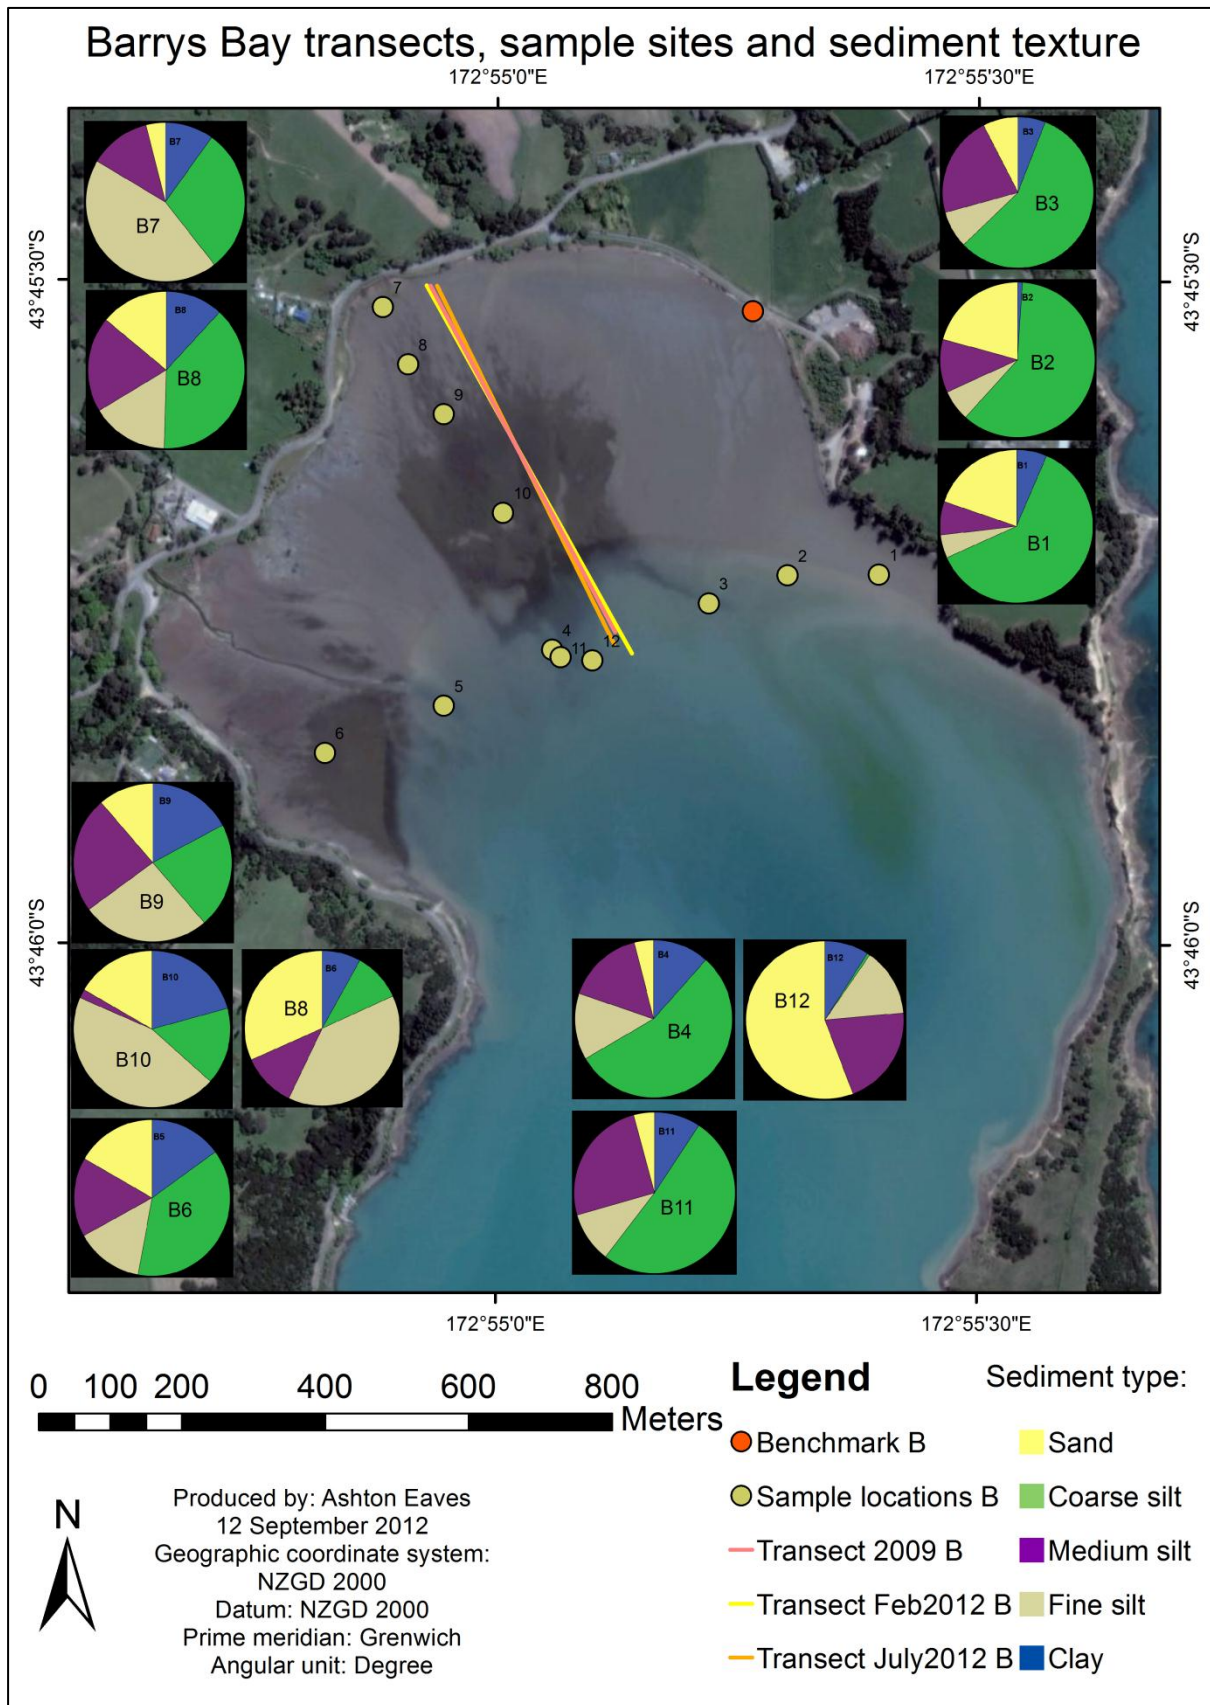 Barrys Bay transects, sample sites and sediment texture
172°55'0"E
172°55'30"E
43°45'30"S
43°45'30"S
B7
B7
B3
B3
B8
B8
B2
B2
B1
B1
7
8
9
10
1
2
3
4
11
12
5
6
B9
B9
43°46'0"S
43°46'0"S
B10
B10
B6
B8
B4
B4
B12
B12
B5
B6
B11
B11
172°55'0"E
172°55'30"E
0 100 200 400 600 800
Meters
Legend
Sediment type:
Benchmark B
Sand
Sample locations B
Coarse silt
Transect 2009 B
Medium silt
Transect Feb2012 B
Fine silt
Transect July2012 B
Clay
N
Produced by: Ashton Eaves
12 September 2012
Geographic coordinate system:
NZGD 2000
Datum: NZGD 2000
Prime meridian: Grenwich
Angular unit: Degree